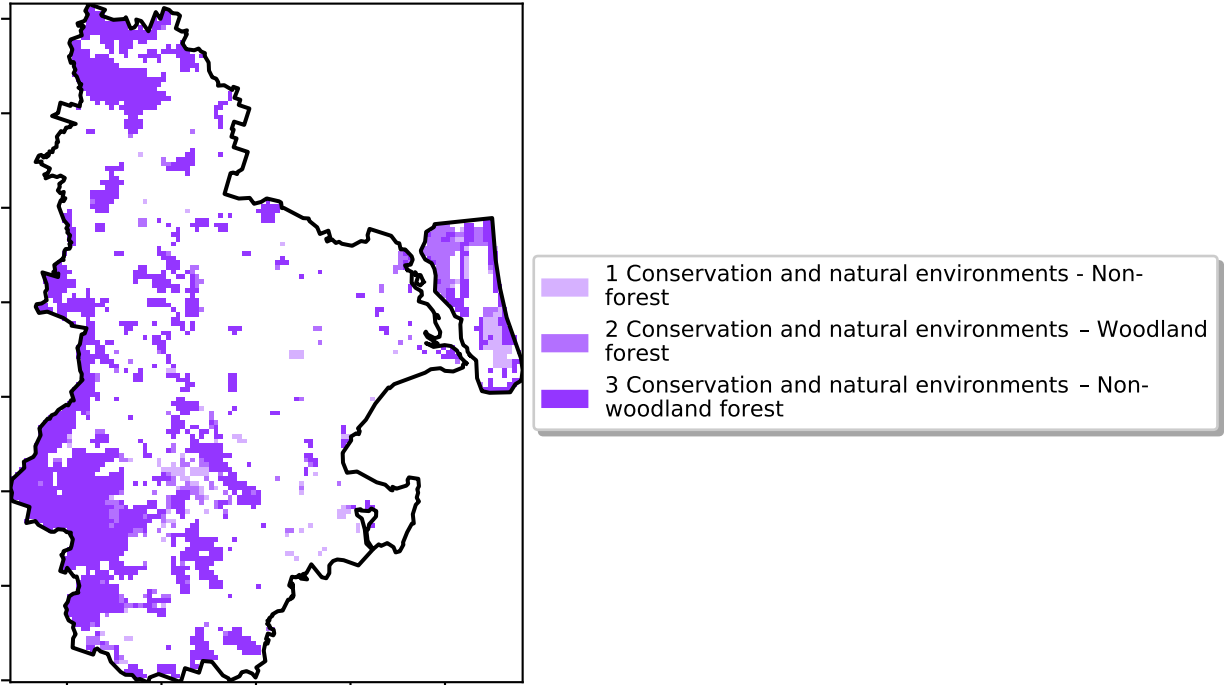 1 Conservation and natural environments - Non-
forest
2 Conservation and natural environments – Woodland
forest
3 Conservation and natural environments – Non-
woodland forest